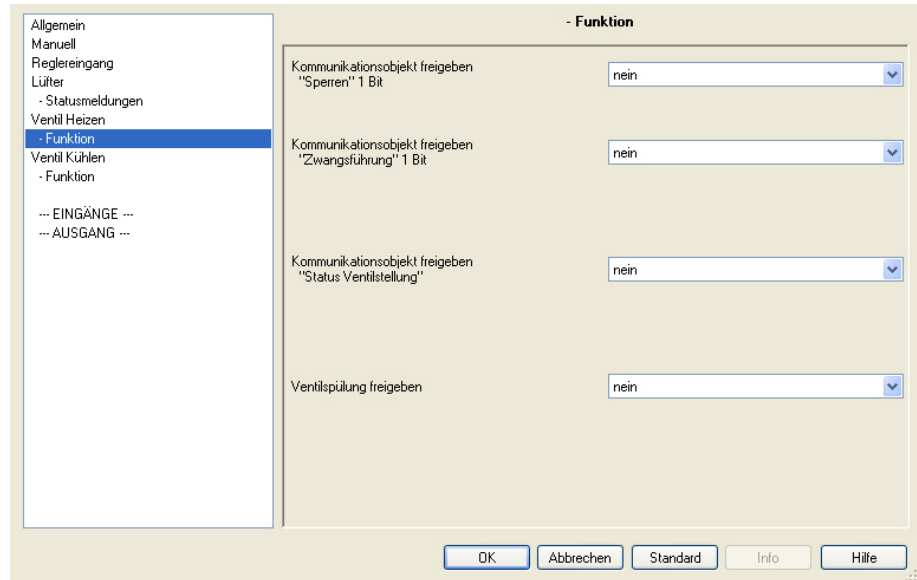 - Funktion
Allgemein
Manuell
Reglereingang
Lüfter
- Statusmeldungen
Ventil Heizen
- Funktion
Ventil Kühlen
- Funktion
--- EINGÄNGE ---
--- AUSGANG ---
Kommunikationsobjekt freigeben
"Sperren" 1 Bit
nein
Kommunikationsobjekt freigeben
"Zwangsführung" 1 Bit
nein
Kommunikationsobjekt freigeben
"Status Ventilstellung"
nein
Ventilspülung freigeben
nein
OK
Abbrechen
Standard
Info
Hilfe